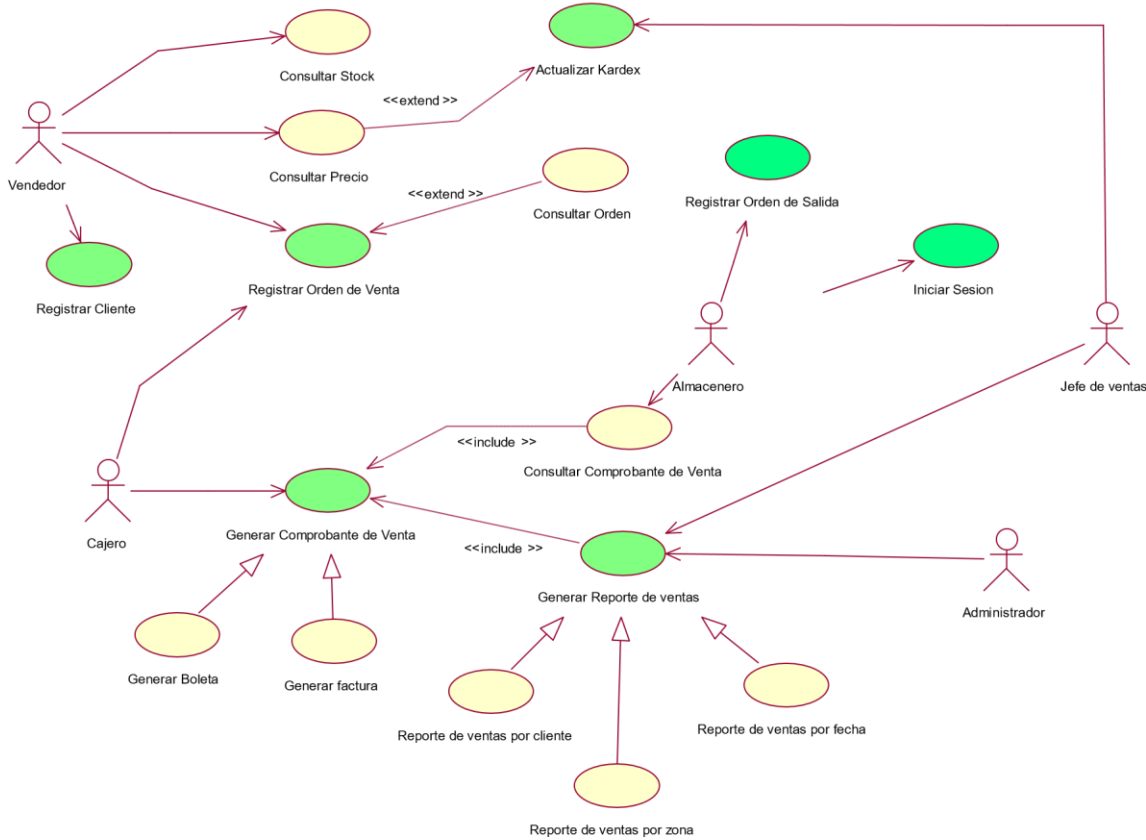 Consultar Stock
Actualizar Kardex
<<extend >>
Vendedor
Consultar Precio
<<extend >>
Consultar Orden
Registrar Orden de Salida
Registrar Cliente
Registrar Orden de Venta
Iniciar Sesion
Almacenero
Jefe de ventas
<<include >>
Consultar Comprobante de Venta
Cajero
Generar Comprobante de Venta
<<include >>
Generar Reporte de ventas
Administrador
Generar Boleta
Generar factura
Reporte de ventas por cliente
Reporte de ventas por fecha
Reporte de ventas por zona